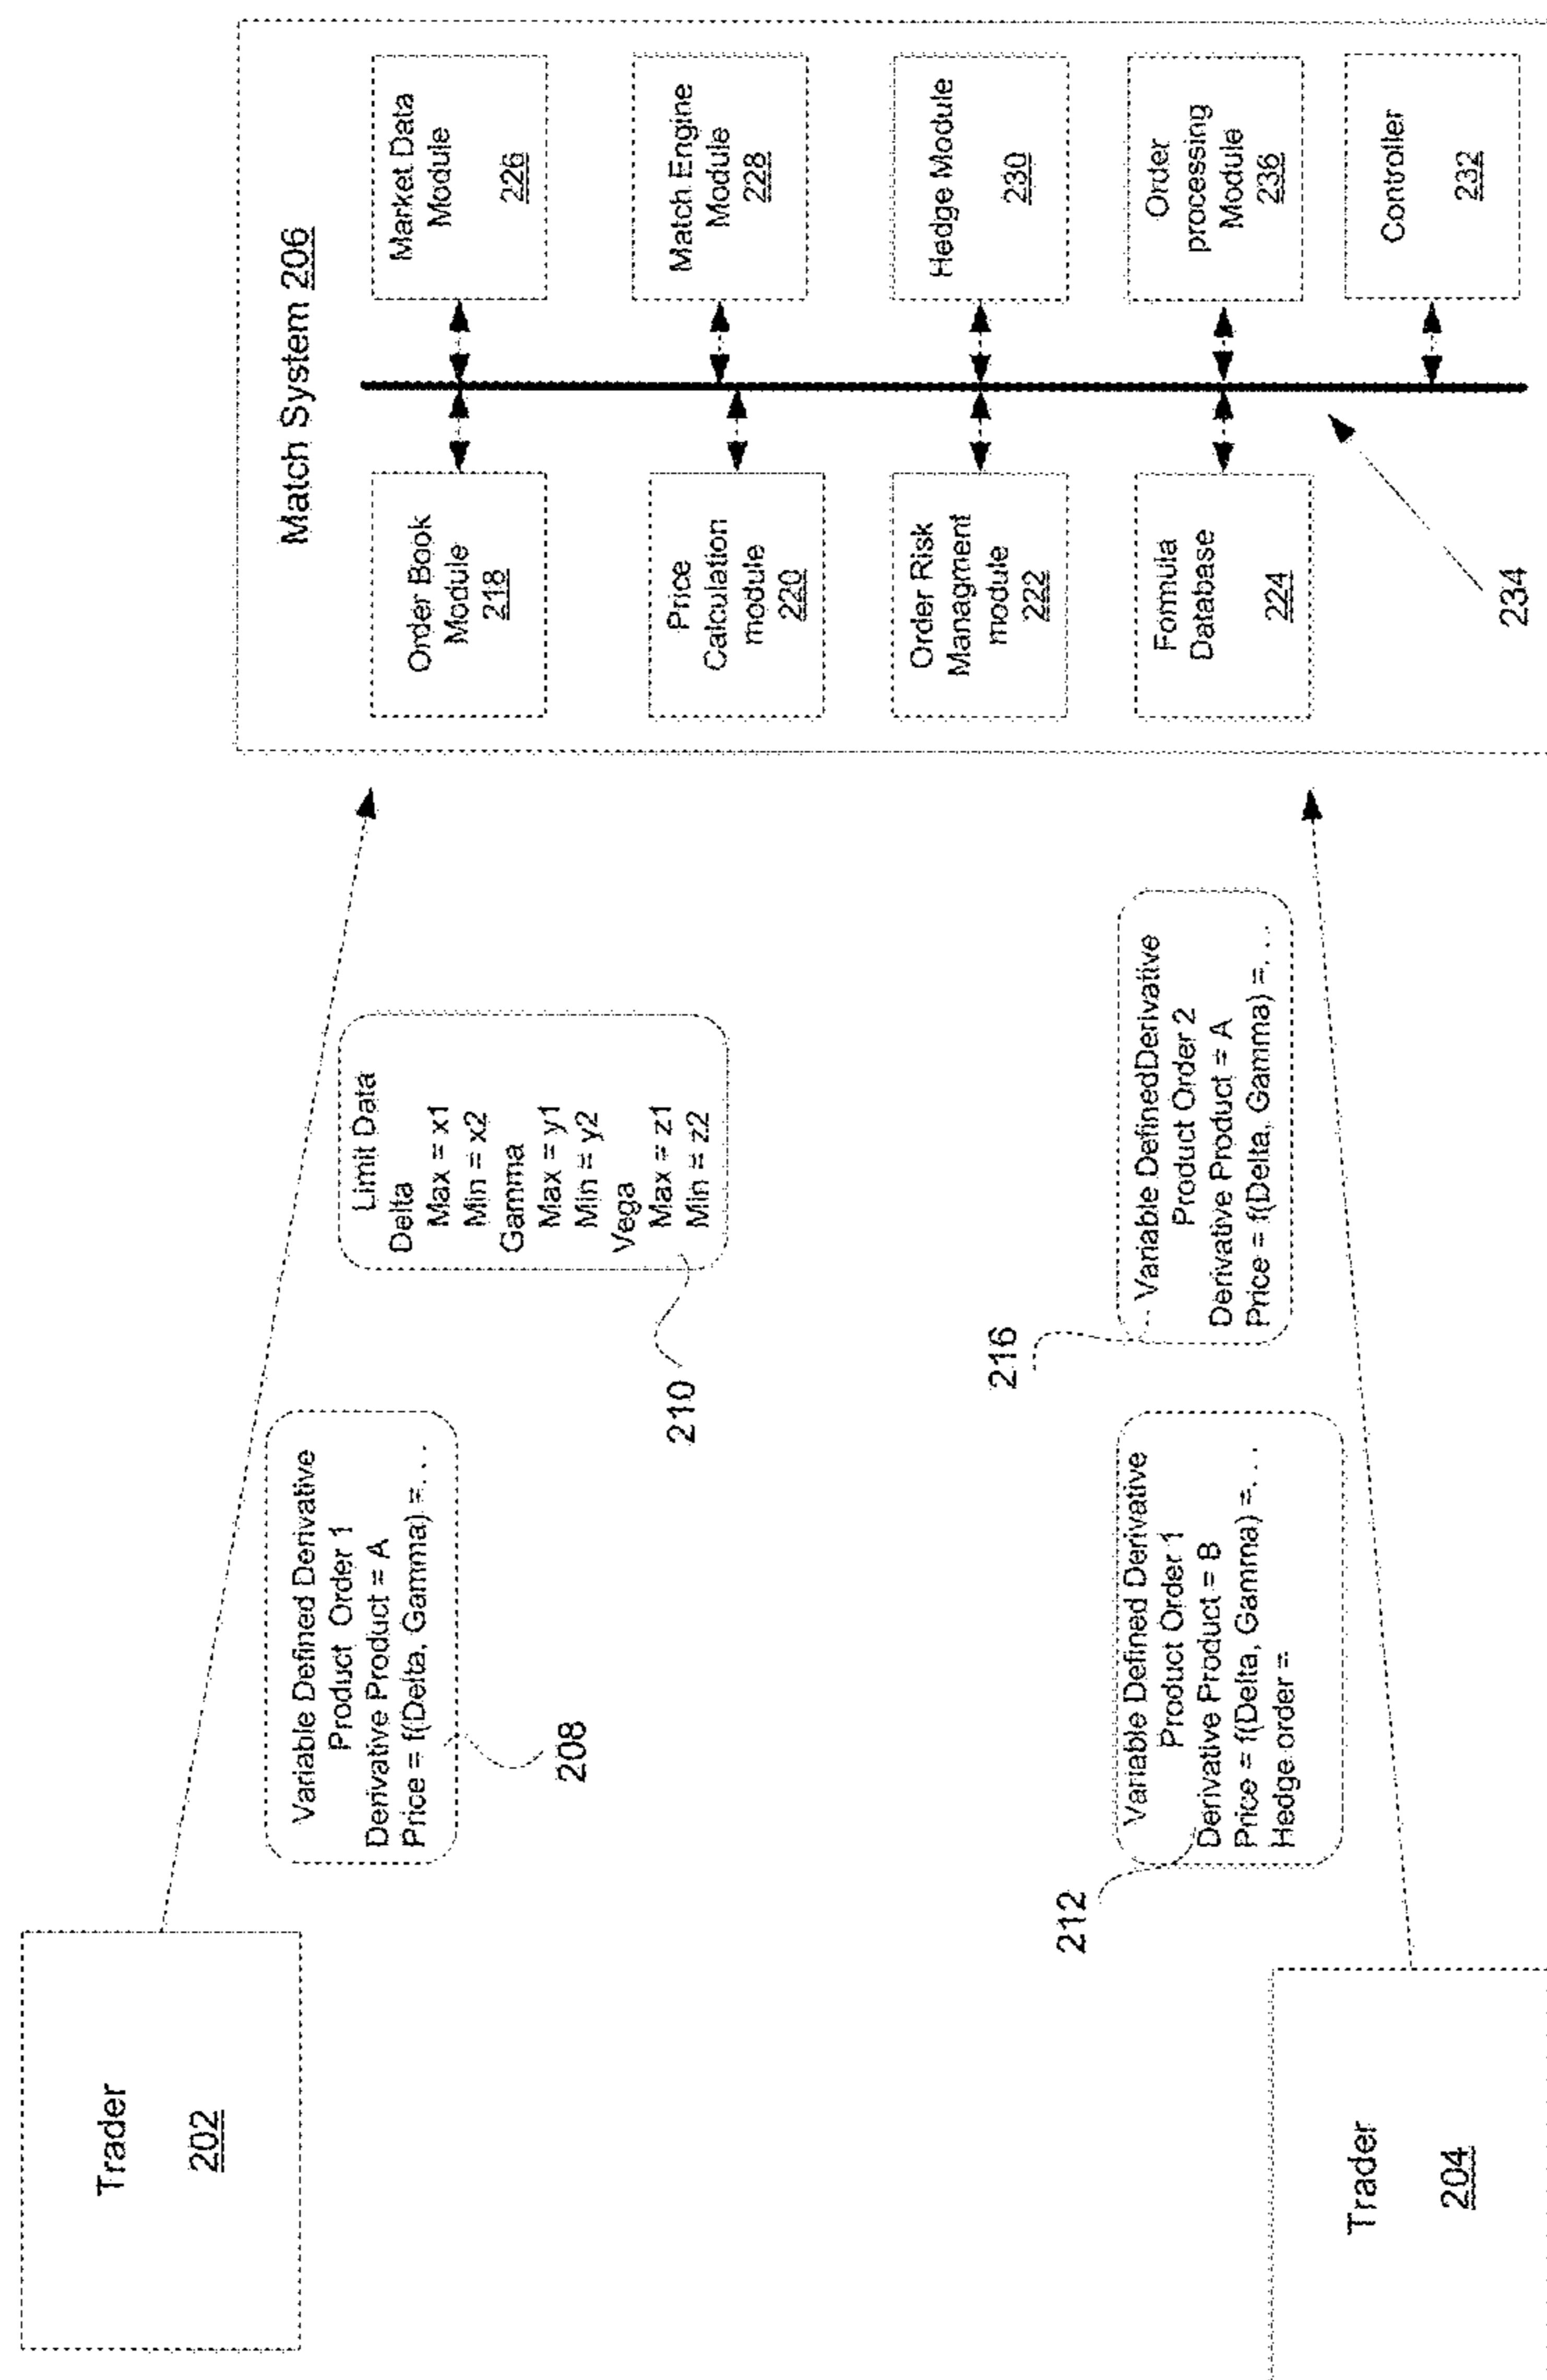 Trader
202
Variable Defined Derivative
Product Order 1
Derivative Product = A
Price = f(Delta, Gamma) =. . .
208
Limit Data
Delta
Max = x1
Min = x2
Gamma
Max = y1
Min = y2
Vega
Max = z1
Min = z2
210
Trader
204
Variable Defined Derivative
Product Order 1
Derivative Product = B
Price = f(Delta, Gamma) =. . .
Hedge order =
212
Variable DefinedDerivative
Product Order 2
Derivative Product = A
Price = f(Delta, Gamma) =. . .
216
Match System 206
Order Book
Module
218
Market Data
Module
226
Price
Calculation
module
220
Match Engine
Module
228
Order Risk
Managment
module
222
Hedge Module
230
Formula
Database
224
Order
processing
Module
236
Controller
232
234